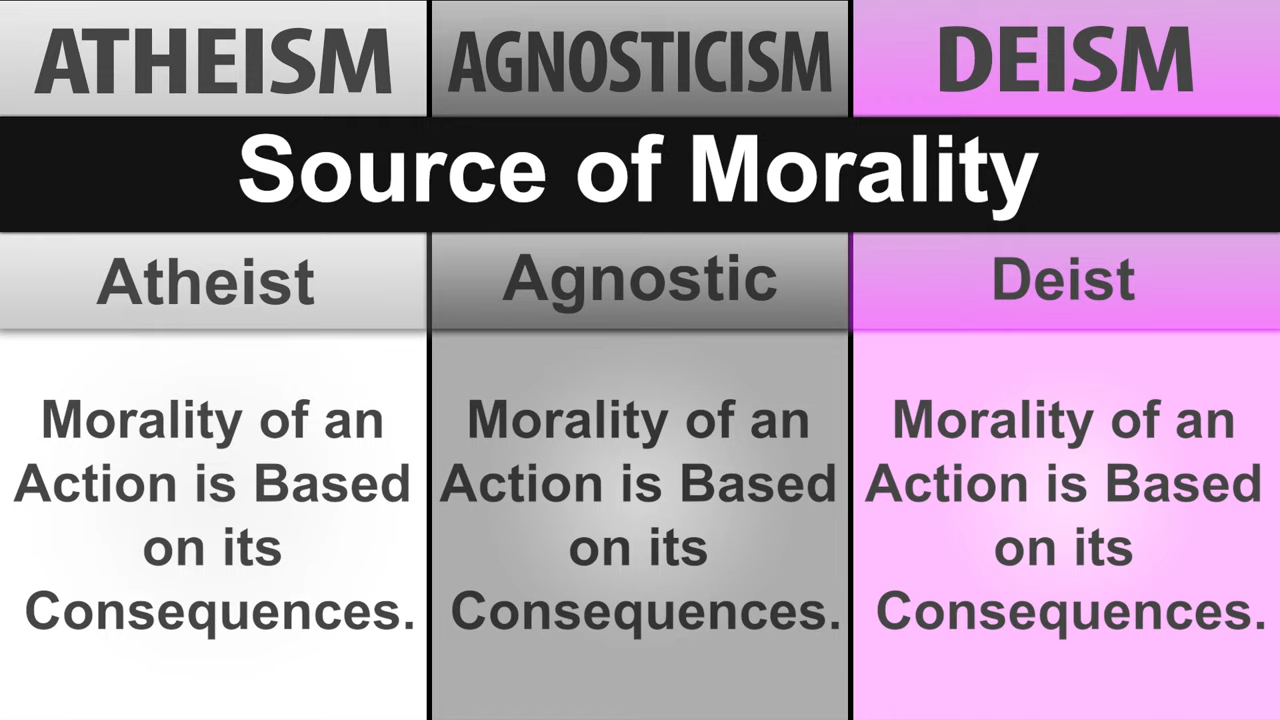 ATHEISM
AGNOSTICISM
DEISM
Source of Morality
Atheist
Agnostic
Deist
Morality of an
Action is Based
on its
Consequences.
Morality of an
Action is Based
on its
Consequences.
Morality of an
Action is Based
on its
Consequences.